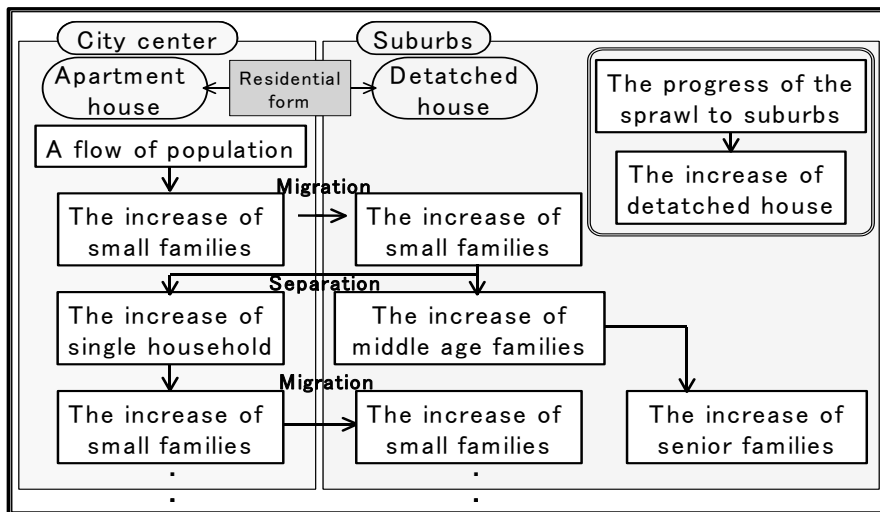 City center
Suburbs
Apartment
house
Residential
form
Detatched
house
The progress of the
sprawl to suburbs
The increase of
detatched house
A flow of population
Migration
The increase of
small families
The increase of
small families
Separation
The increase of
single household
The increase of
middle age families
Migration
The increase of
small families
The increase of
small families
The increase of
senior families